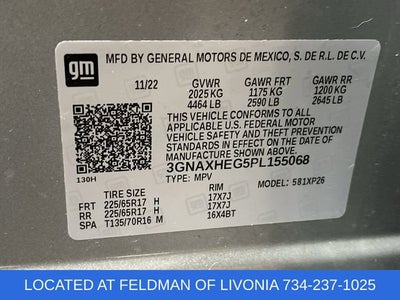 gm
MFD BY GENERAL MOTORS DE MEXICO, S. DE R.L. DE C.V.
11/22 GVWR GAWR FRT GAWR RR
2025 KG 1175 KG 1200 KG
4464 LB 2590 LB 2645 LB
THIS VEHICLE CONFORMS TO ALL APPLICABLE
U.S. FEDERAL MOTOR VEHICLE
SAFETY AND THEFT PREVENTION
STANDARDS IN EFFECT ON THE DATE OF
MANUFACTURE SHOWN ABOVE.
3GNAXHEG5PL155068
TYPE: MPV MODEL: 581XP26
130H
TIRE SIZE RIM
FRT 225/65R17 H 17X7J
RR 225/65R17 H 17X7J
SPA T135/70R16 M 16X4BT
LOCATED AT FELDMAN OF LIVONIA 734-237-1025